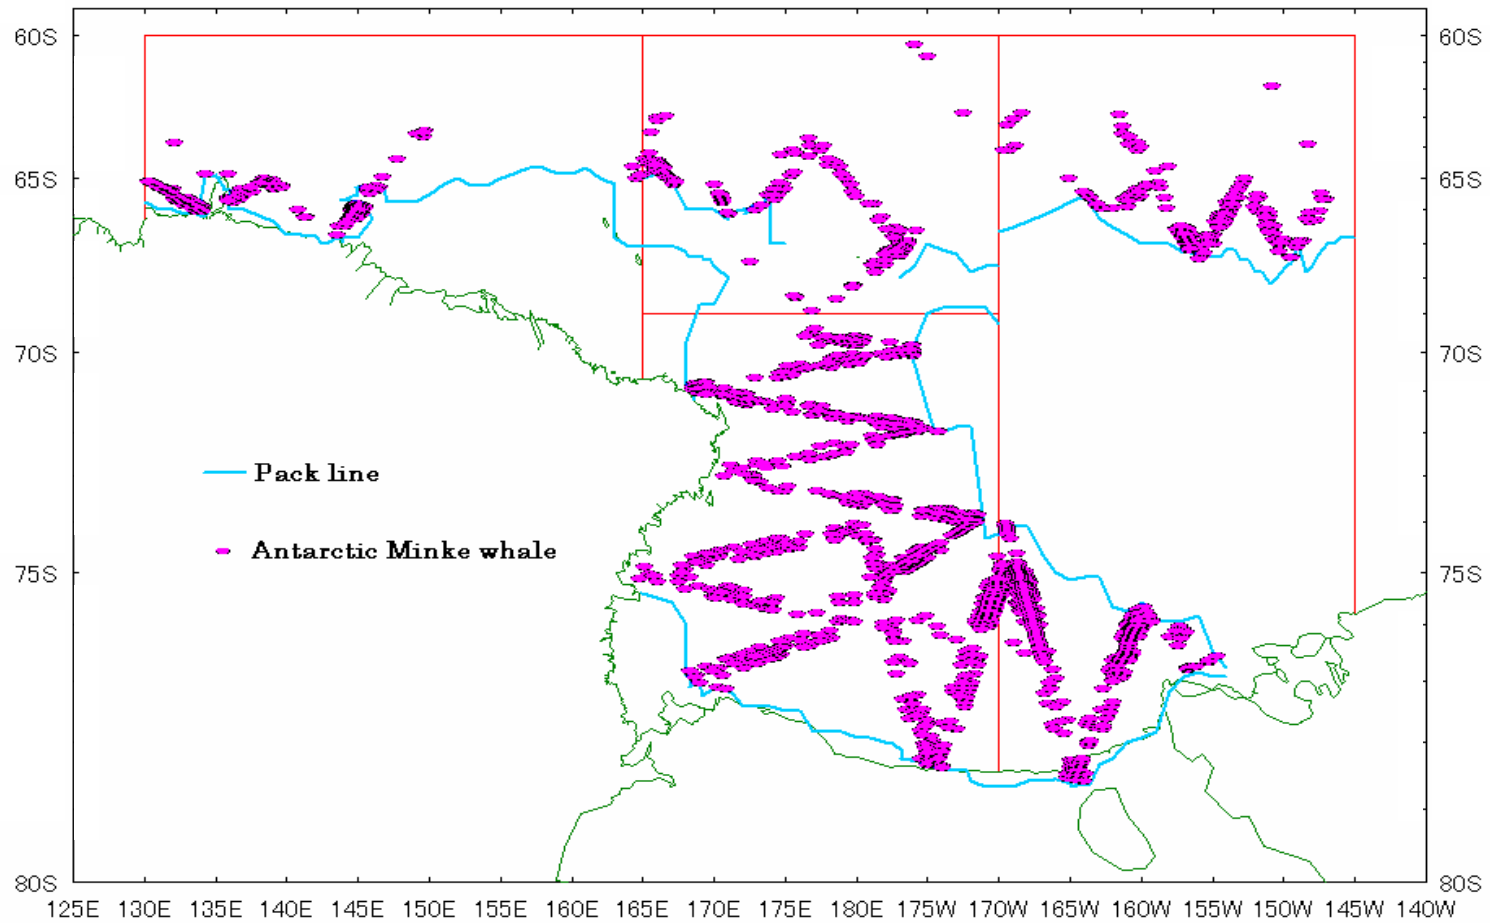 60S 60S
65S 65S
70S 70S
Pack line
Antarctic Minke whale
75S 75S
80S 80S
125E 130E 135E 140E 145E 150E 155E 160E 165E 170E 175E 180E 175W 170W 165W 160W 155W 150W 145W 140W